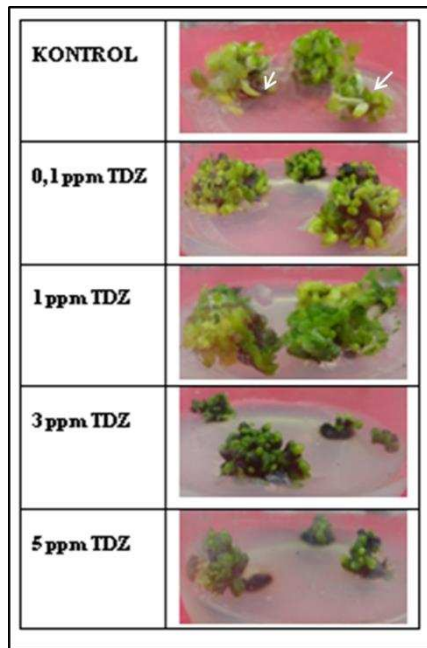 KONTROL
0,1 ppm TDZ
1 ppm TDZ
3 ppm TDZ
5 ppm TDZ